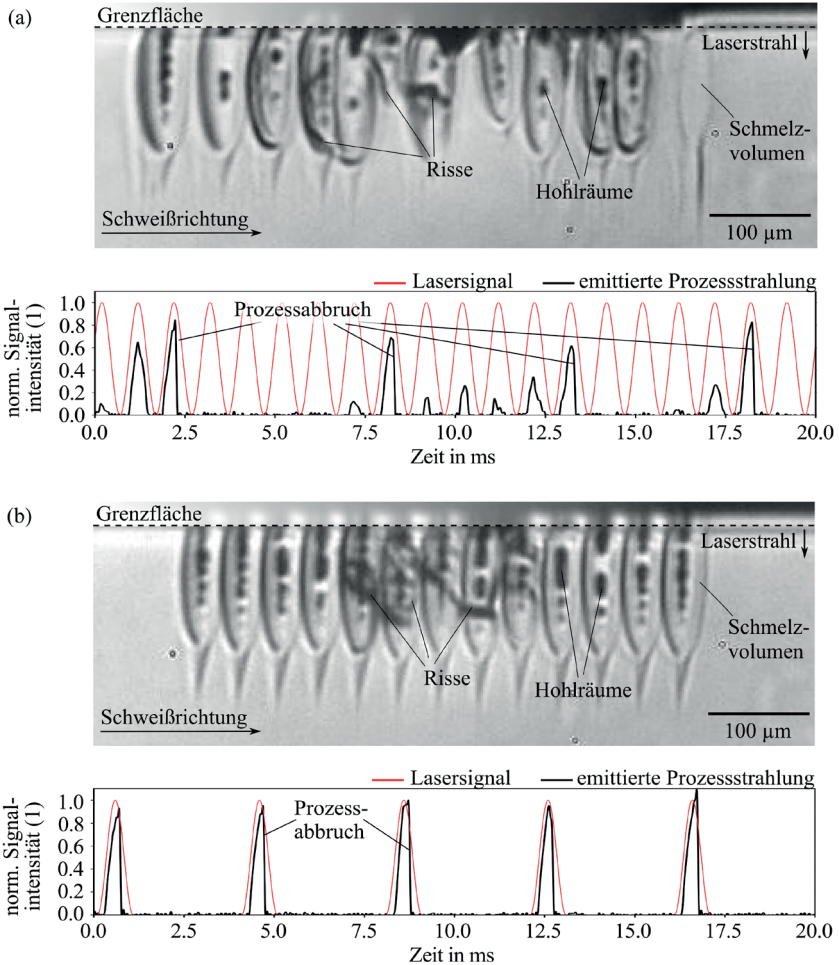 (a)
Grenzfläche
Laserstrahl
Schmelz-
volumen
Risse
Hohlräume
Schweißrichtung
100 µm
Lasersignal
emittierte Prozessstrahlung
norm. Signal-
intensität (1)
1.0
0.8
0.6
0.4
0.2
0.0
Prozessabbruch
0.0 2.5 5.0 7.5 10.0 12.5 15.0 17.5 20.0
Zeit in ms
(b)
Grenzfläche
Laserstrahl
Schmelz-
volumen
Risse
Hohlräume
Schweißrichtung
100 µm
Lasersignal
emittierte Prozessstrahlung
norm. Signal-
intensität (1)
1.0
0.8
0.6
0.4
0.2
0.0
Prozess-
abbruch
0.0 2.5 5.0 7.5 10.0 12.5 15.0 17.5 20.0
Zeit in ms